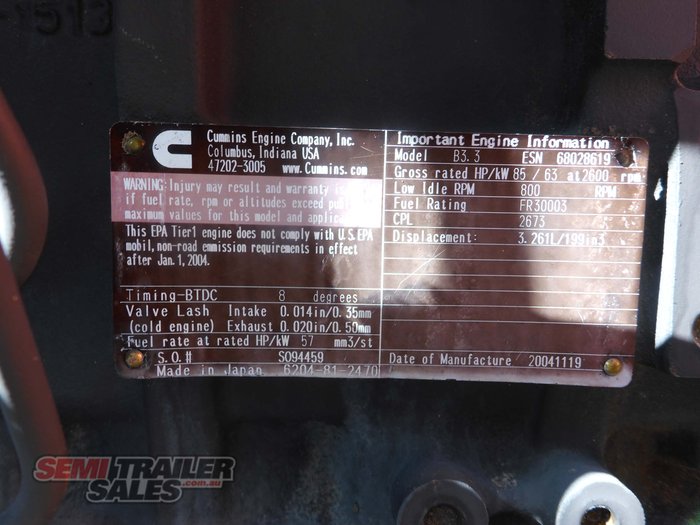 -1513
Cummins Engine Company, Inc.
Columbus, Indiana USA
47202-3005 www.Cummins.com
WARNING: Injury may result and warranty is
if fuel rate, rpm or altitudes exceed
maximum values for this model and
This EPA Tier1 engine does not comply with U.S. EPA
mobil, non-road emmission requirements in effect
after Jan. 1, 2004.
Timing-BTDC 8 degrees
Valve Lash Intake 0.014in/0.35mm
(cold engine) Exhaust 0.020in/0.50mm
Fuel rate at rated HP/kW 57 mm3/st
S.O.# SO94459
Made in Japan 6204-81-2470
Important Engine Information
Model B3.3 ESN 68028619
Gross rated HP/kW 85 / 63 at 2600 rpm
Low Idle RPM 800 RPM
Fuel Rating FR30003
CPL 2673
Displacement: 3.261L/199in3
Date of Manufacture 20041119
SEMI TRAILER
SALES.com.au